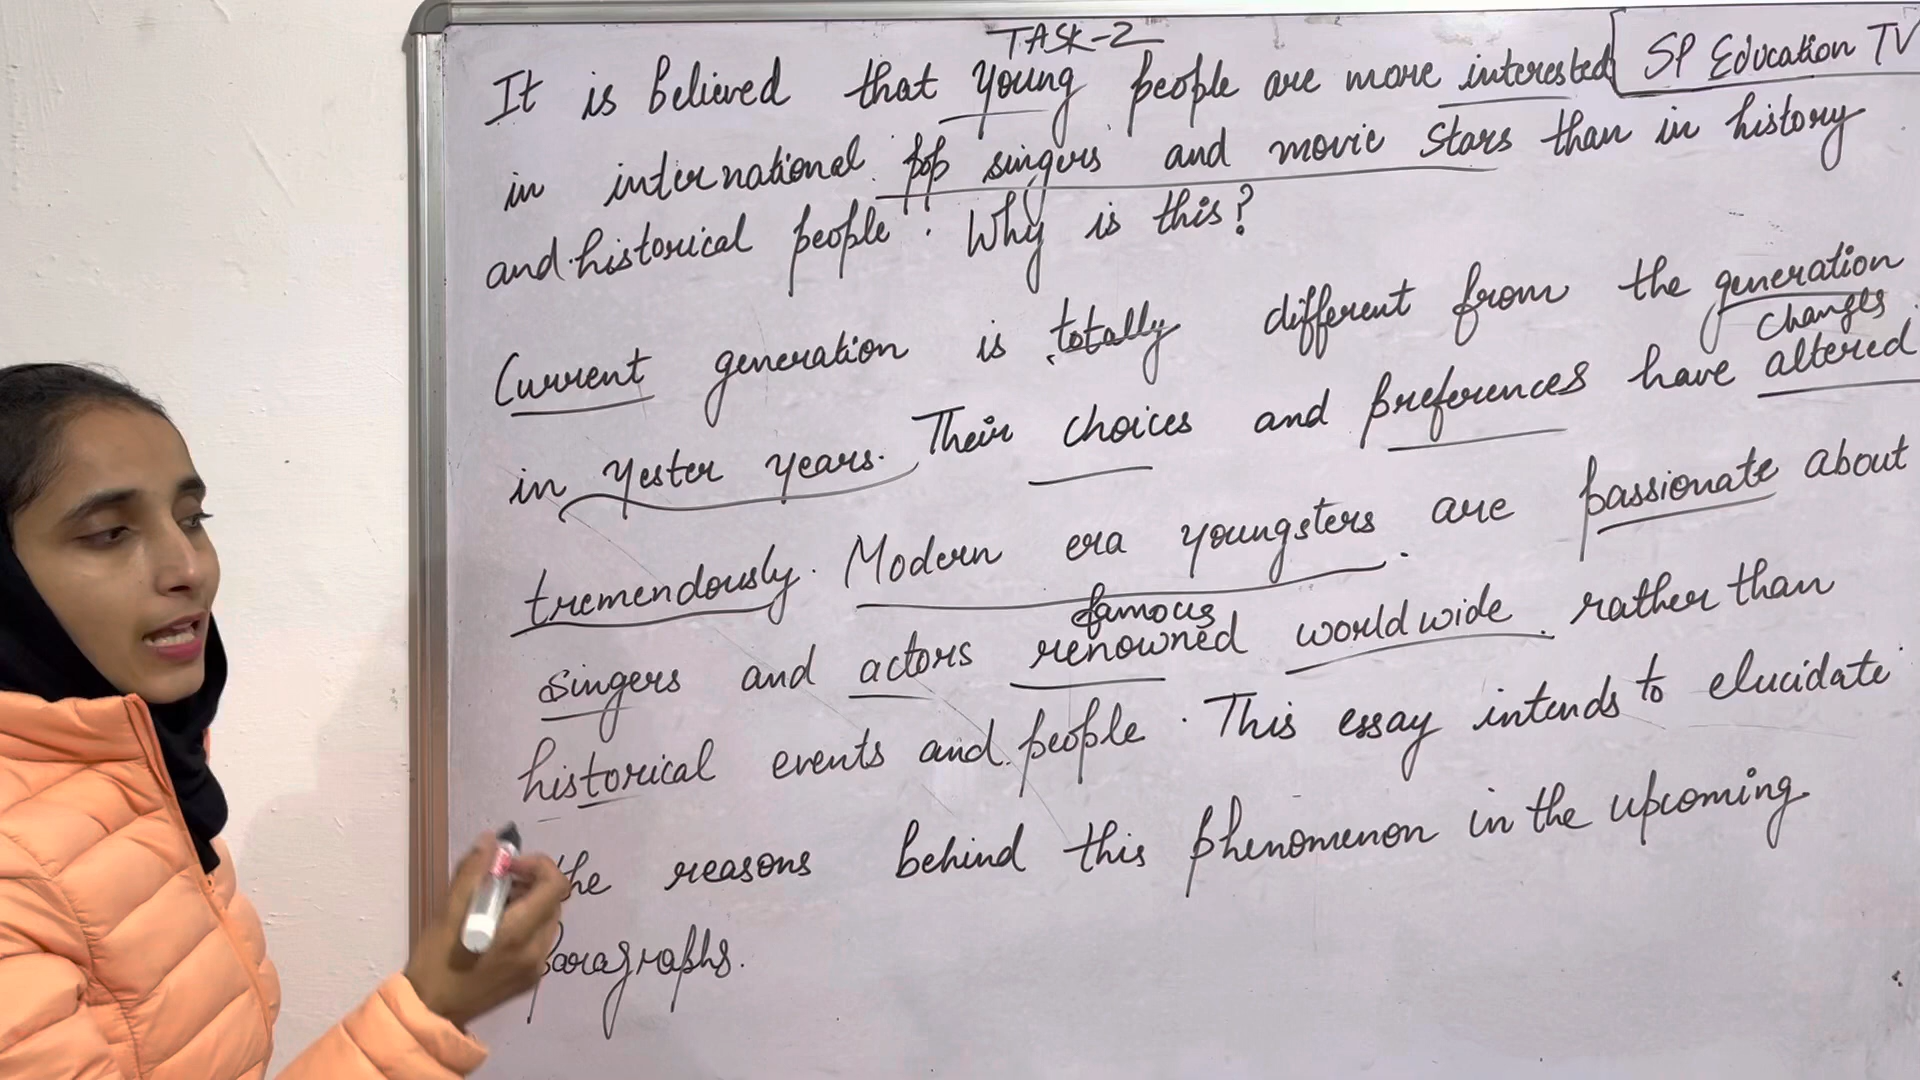 TASK-2
It is believed that young people are more interested
SP Education TV
in international pop singers and movie stars than in history
and historical people. Why is this?
Current generation is totally different from the generation
changes
in yester years. Their choices and preferences have altered
tremendously. Modern era youngsters are passionate about
famous
singers and actors renowned worldwide rather than
historical events and people. This essay intends to elucidate
the reasons behind this phenomenon in the upcoming
paragraphs.